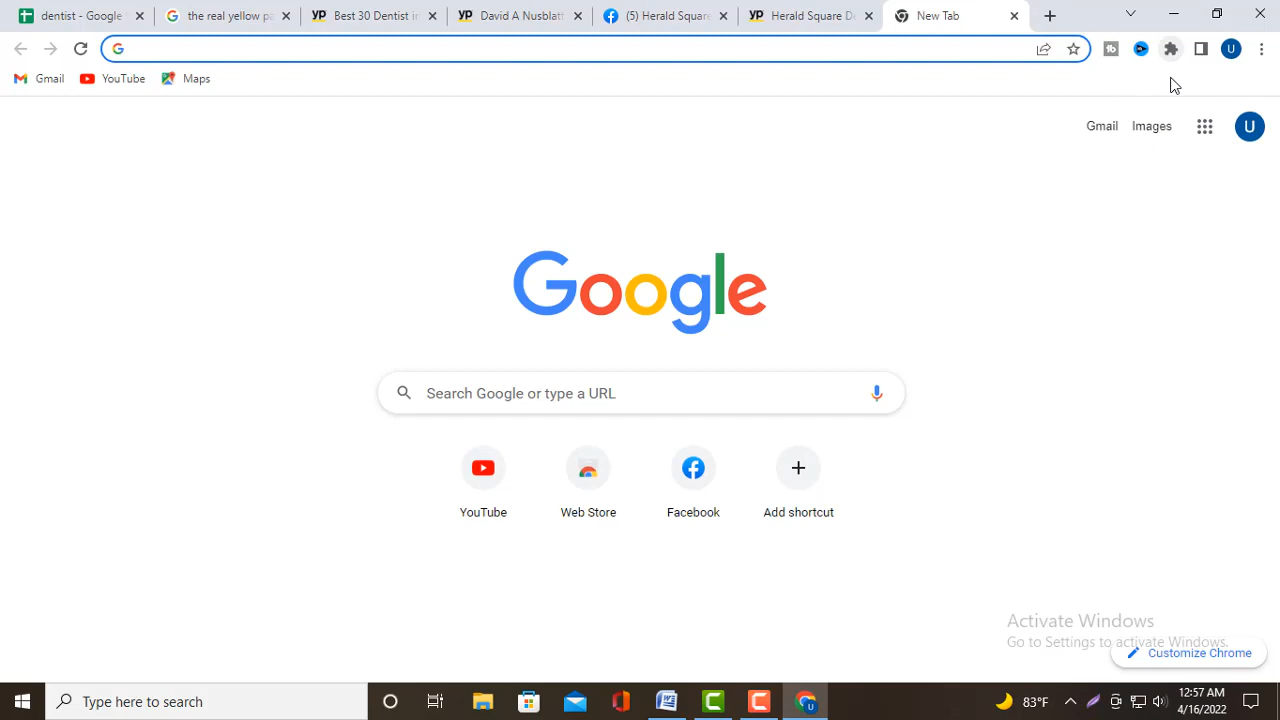 dentist - Google
the real yellow pa
Best 30 Dentist in
David A Nusblatt
(5) Herald Square
Herald Square De
New Tab
Gmail
YouTube
Maps
Gmail
Images
U
U
Google
Search Google or type a URL
YouTube
Web Store
Facebook
Add shortcut
Activate Windows
Go to Settings to activate Windows.
Customize Chrome
Type here to search
83°F
12:57 AM
4/16/2022